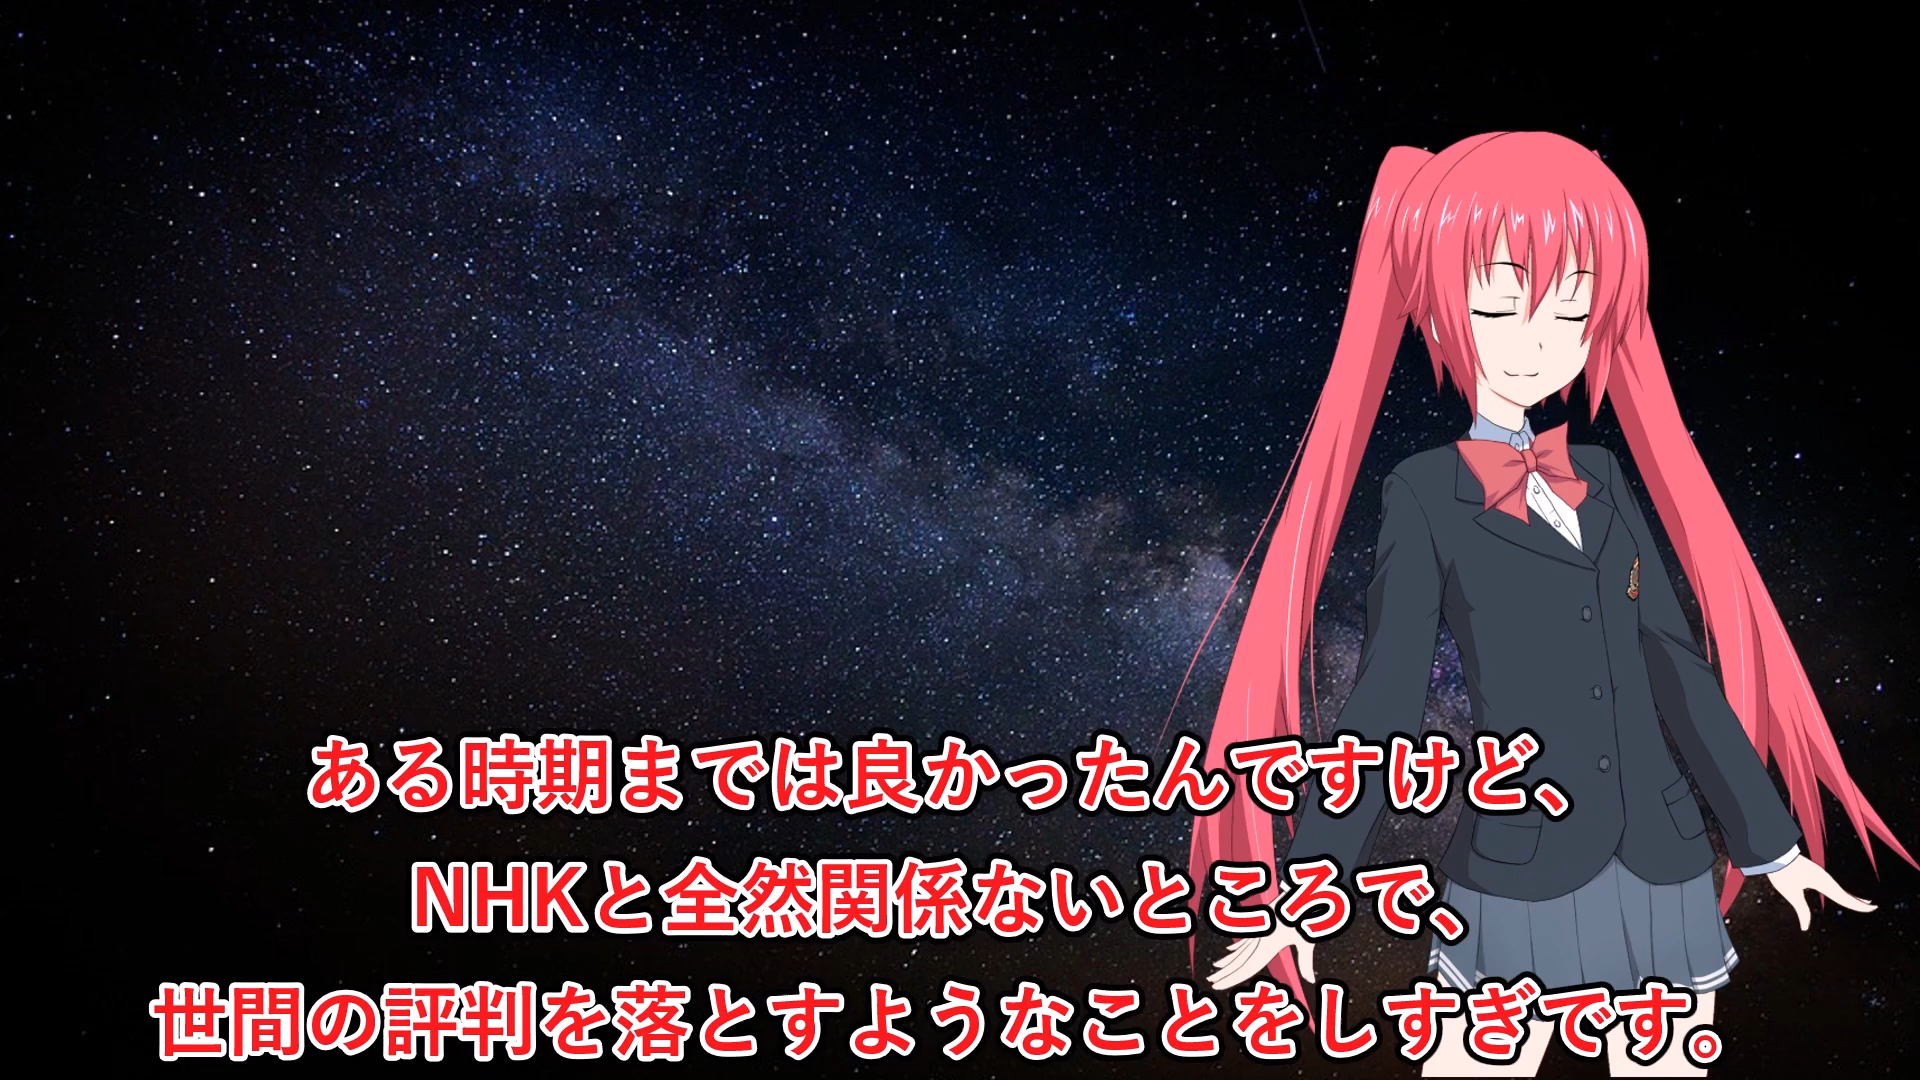 ある時期までは良かったんですけど、
NHKと全然関係ないところで、
世間の評判を落とすようなことをしすぎです。